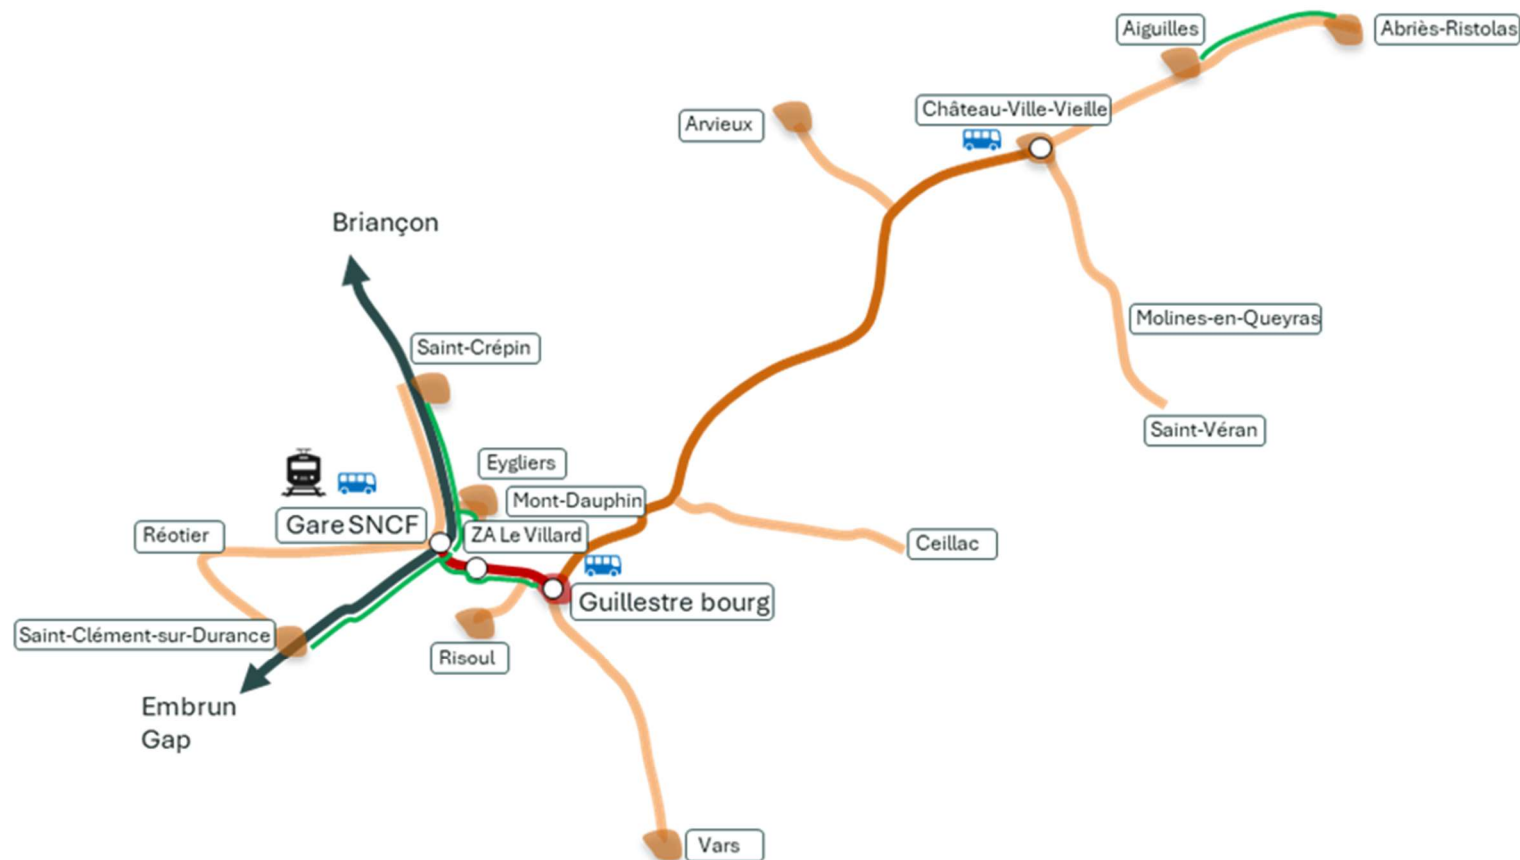 Aiguilles
Abriès-Ristolas
Château-Ville-Vieille
Arvieux
Briançon
Molines-en-Queyras
Saint-Crépin
Saint-Véran
Eygliers
Mont-Dauphin
Gare SNCF
ZA Le Villard
Réotier
Ceillac
Guillestre bourg
Saint-Clément-sur-Durance
Risoul
Embrun
Gap
Vars